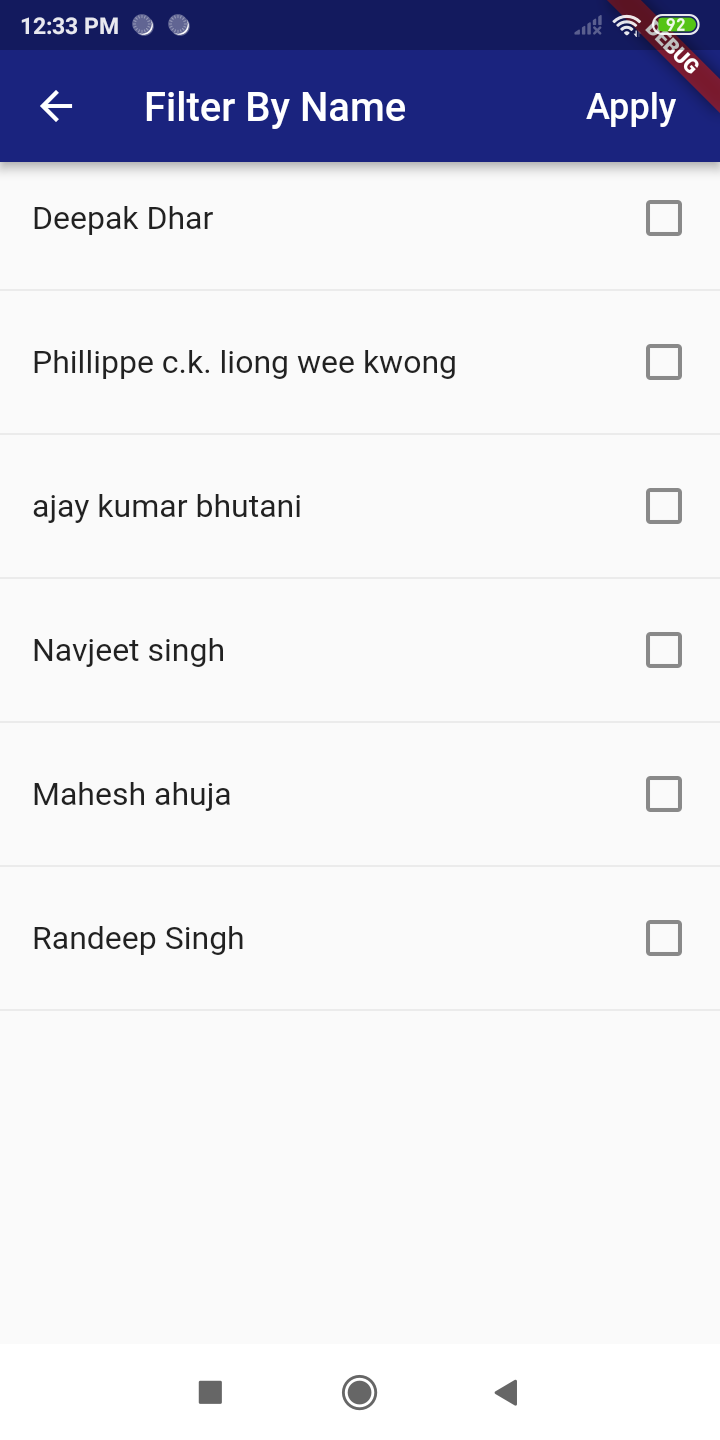 12:33 PM
92
DEBUG
Filter By Name
Apply
Deepak Dhar
Phillippe c.k. liong wee kwong
ajay kumar bhutani
Navjeet singh
Mahesh ahuja
Randeep Singh